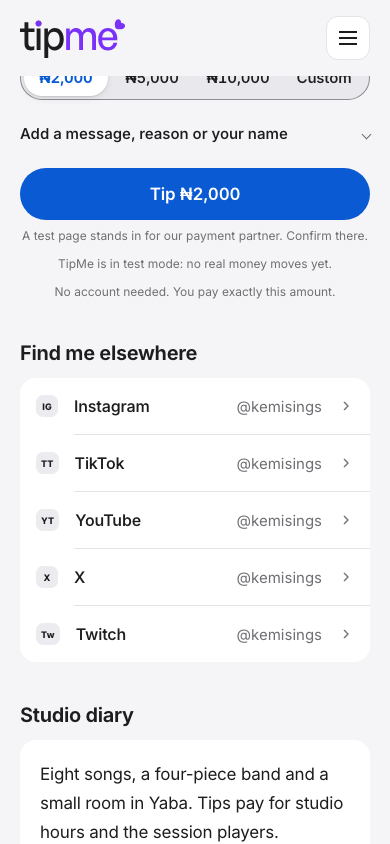 tipme
₦2,000 ₦5,000 ₦10,000 Custom
Add a message, reason or your name
Tip ₦2,000
A test page stands in for our payment partner. Confirm there.
TipMe is in test mode: no real money moves yet.
No account needed. You pay exactly this amount.
Find me elsewhere
IG Instagram @kemisings
TT TikTok @kemisings
YT YouTube @kemisings
X X @kemisings
Tw Twitch @kemisings
Studio diary
Eight songs, a four-piece band and a
small room in Yaba. Tips pay for studio
hours and the session players.